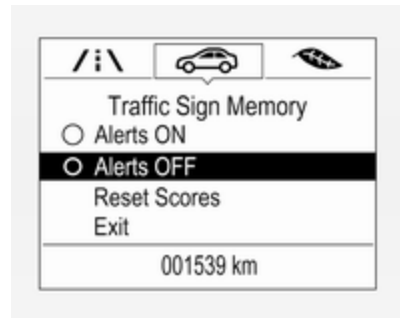 Traffic Sign Memory
Alerts ON
Alerts OFF
Reset Scores
Exit
001539 km